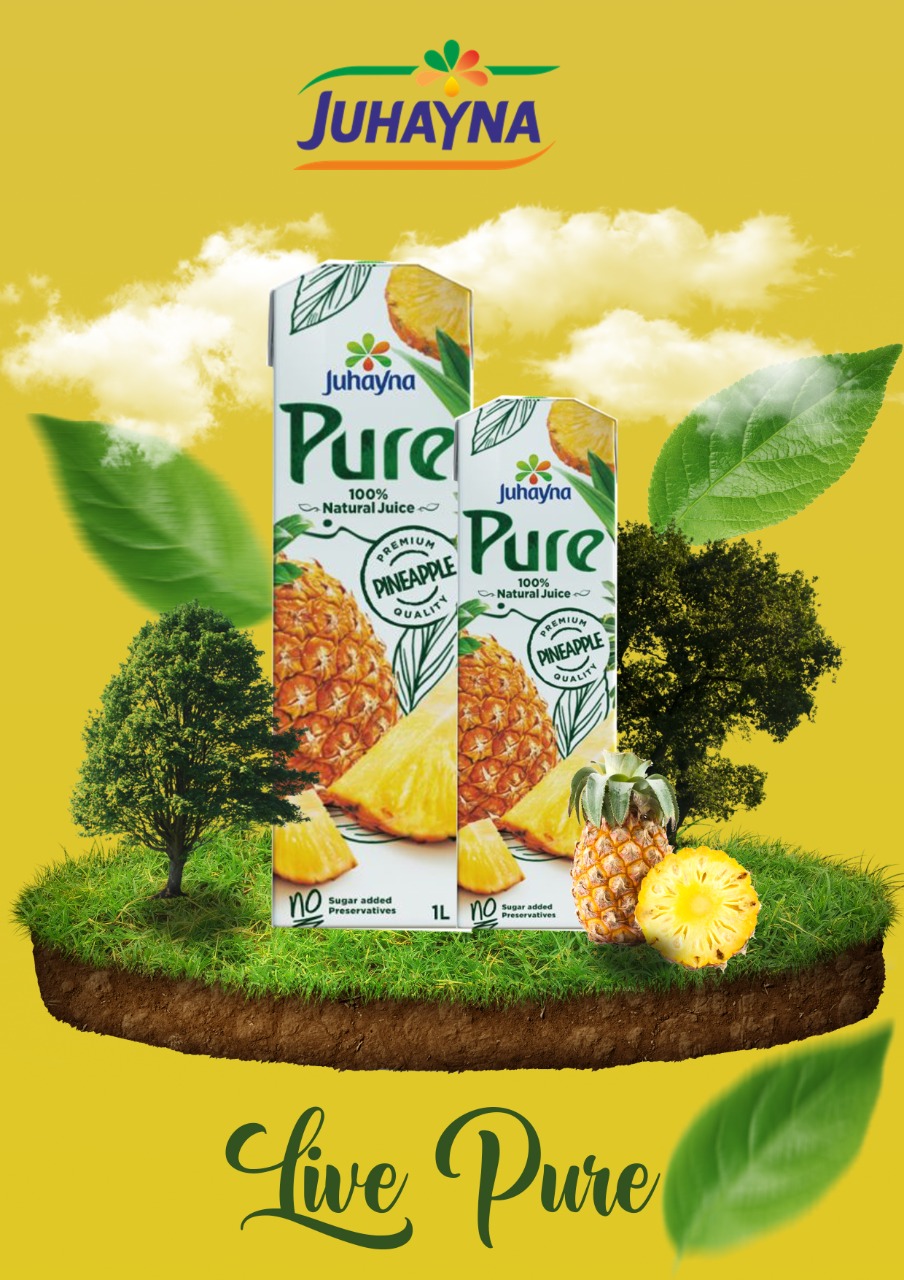 JUHAYNA
Juhayna
Pure
100%
Natural Juice
PREMIUM
PINEAPPLE
QUALITY
NO Sugar added
Preservatives
1L
Juhayna
Pure
100%
Natural Juice
PREMIUM
PINEAPPLE
QUALITY
NO Sugar added
Preservatives
Live Pure